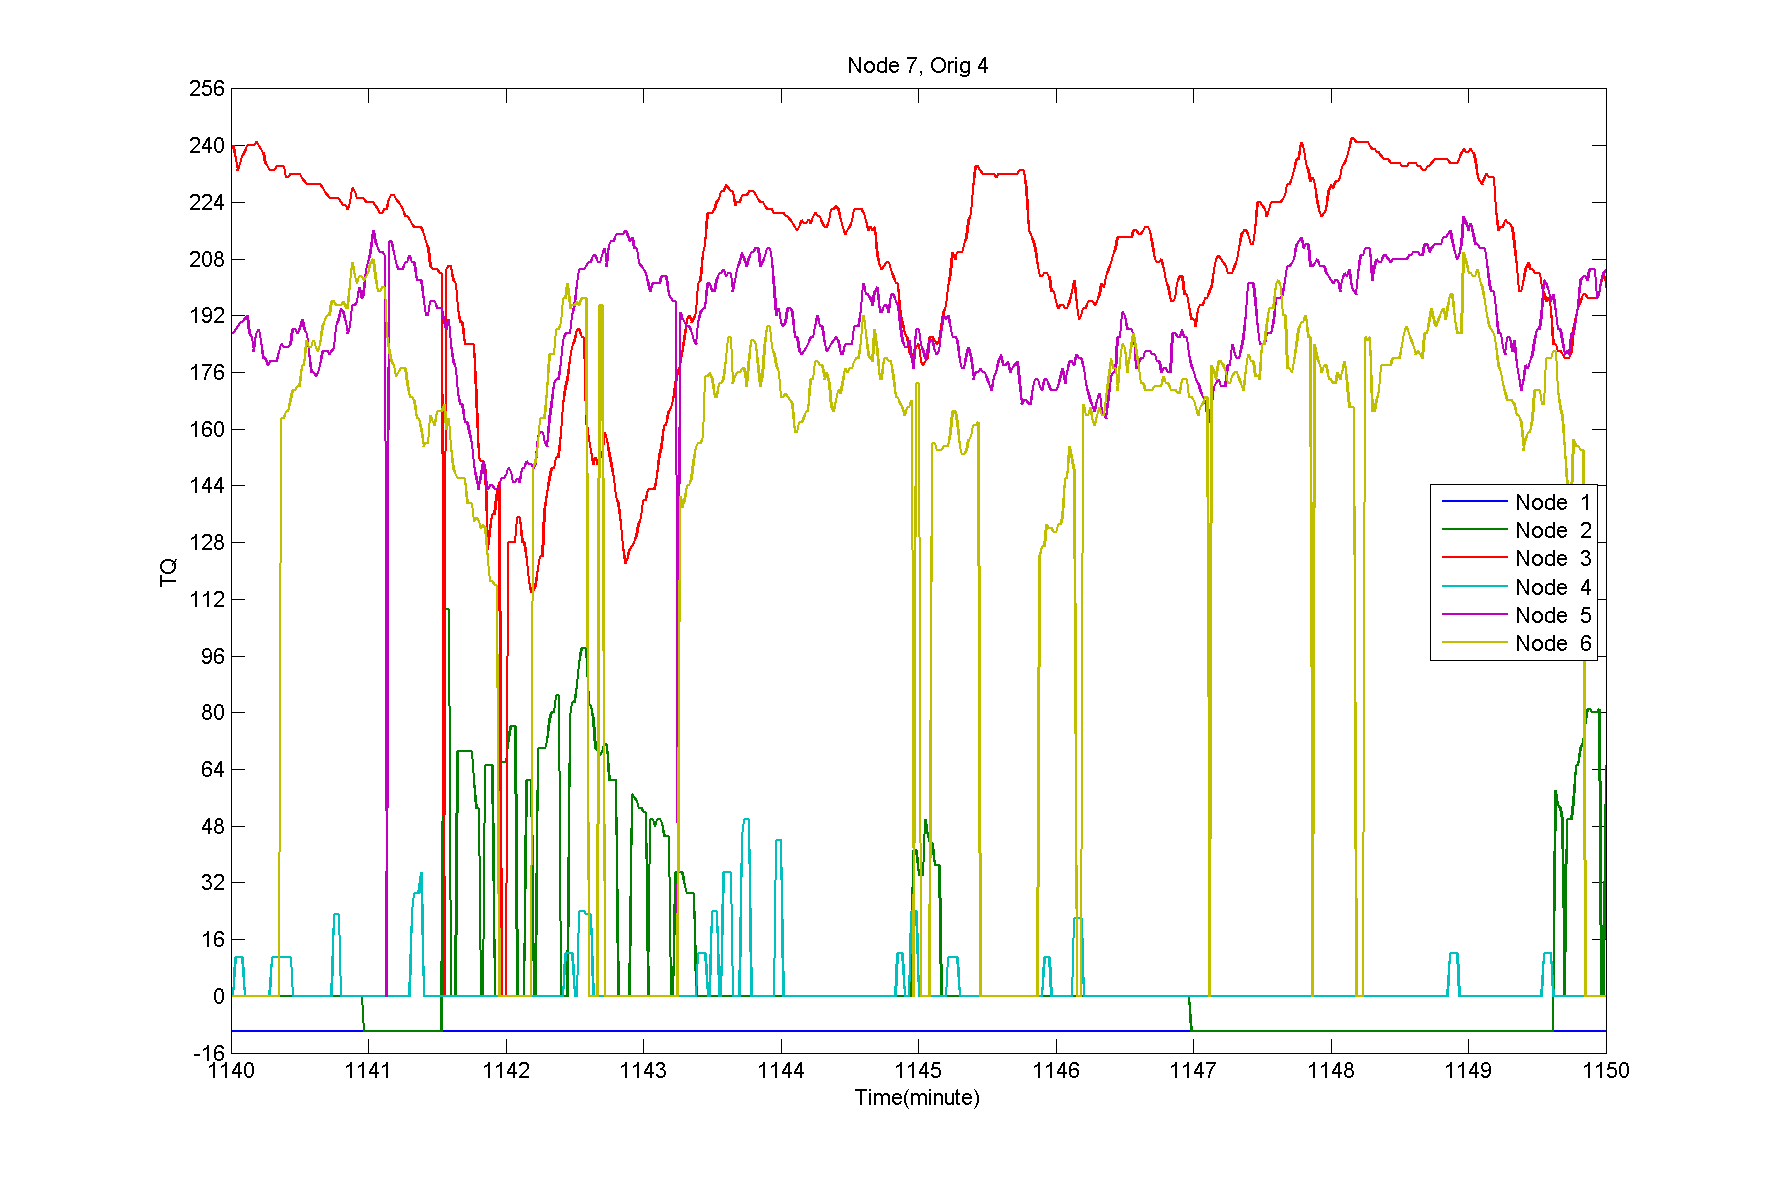 Node 7, Orig 4
256
240
224
208
192
176
160
144
128
112
96
80
64
48
32
16
0
-16
TQ
Node 1
Node 2
Node 3
Node 4
Node 5
Node 6
1140 1141 1142 1143 1144 1145 1146 1147 1148 1149 1150
Time(minute)